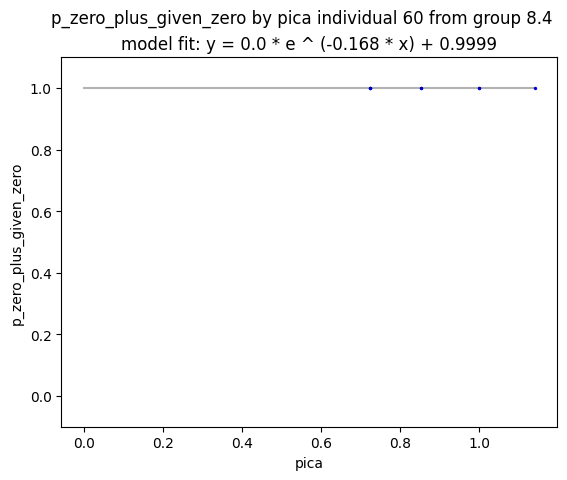 p_zero_plus_given_zero by pica individual 60 from group 8.4
model fit: y = 0.0 * e ^ (-0.168 * x) + 0.9999
1.0
0.8
0.6
0.4
0.2
0.0
p_zero_plus_given_zero
0.0 0.2 0.4 0.6 0.8 1.0
pica